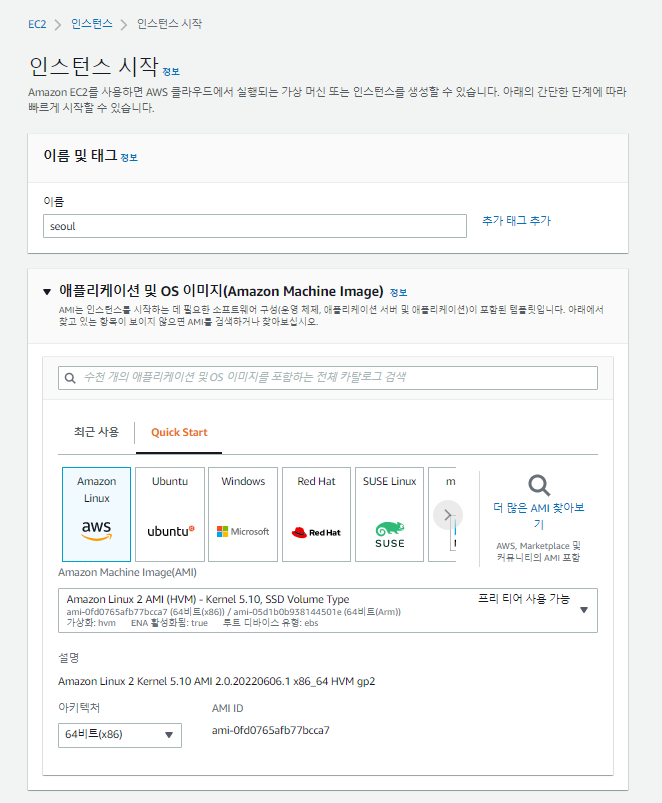 EC2 > 인스턴스 > 인스턴스 시작
인스턴스 시작 정보
Amazon EC2를 사용하면 AWS 클라우드에서 실행되는 가상 머신 또는 인스턴스를 생성할 수 있습니다. 아래의 간단한 단계에 따라
빠르게 시작할 수 있습니다.
이름 및 태그 정보
이름
seoul
추가 태그 추가
애플리케이션 및 OS 이미지(Amazon Machine Image) 정보
AMI는 인스턴스를 시작하는 데 필요한 소프트웨어 구성(운영 체제, 애플리케이션 서버 및 애플리케이션)이 포함된 템플릿입니다. 아래에서
찾고 있는 항목이 보이지 않으면 AMI를 검색하거나 찾아보십시오.
수천 개의 애플리케이션 및 OS 이미지를 포함하는 전체 카탈로그 검색
최근 사용
Quick Start
Amazon
Linux
aws
Ubuntu
ubuntu
Windows
Microsoft
Red Hat
Red Hat
SUSE Linux
SUSE
m
더 많은 AMI 찾아보
기
AWS, Marketplace 및
커뮤니티의 AMI 포함
Amazon Machine Image(AMI)
Amazon Linux 2 AMI (HVM) - Kernel 5.10, SSD Volume Type
프리 티어 사용 가능
ami-0fd0765afb77bcca7 (64비트(x86)) / ami-05d1b0b938144501e (64비트(Arm))
가상화: hvm ENA 활성화됨: true 루트 디바이스 유형: ebs
설명
Amazon Linux 2 Kernel 5.10 AMI 2.0.20220606.1 x86_64 HVM gp2
아키텍처
AMI ID
64비트(x86)
ami-0fd0765afb77bcca7